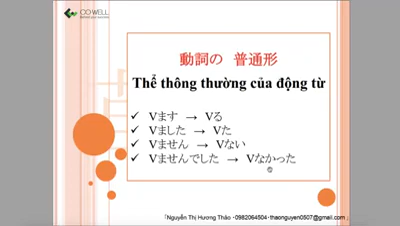 CO-WELL
動詞の 普通形
Thể thông thường của động từ
✓ Vます → Vる
✓ Vました → Vた
✓ Vません → Vない
✓ Vませんでした → Vなかった
「Nguyễn Thị Hương Thảo -0982064504-thaonguyen0507@gmail.com」